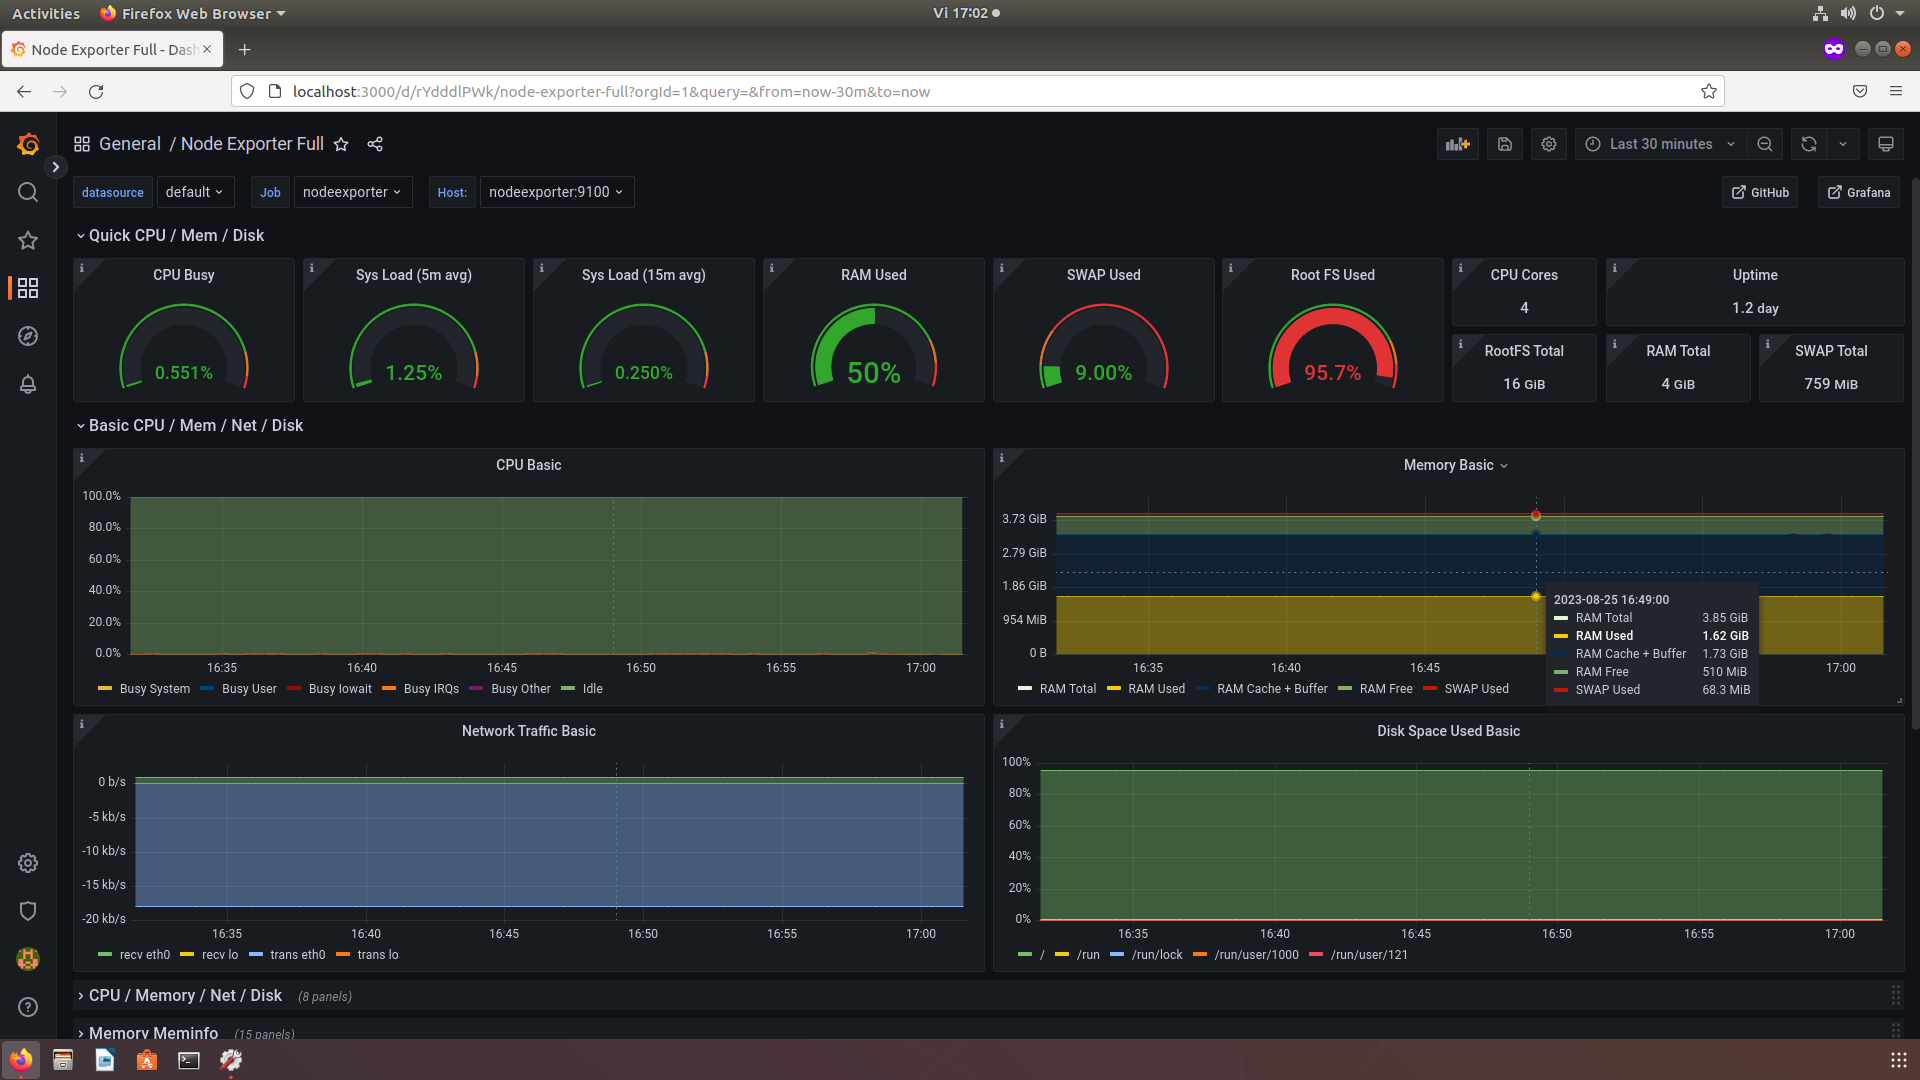 Activities Firefox Web Browser Vi 17:02
Node Exporter Full - Dash
localhost:3000/d/rYdddlPWk/node-exporter-full?orgId=1&query=&from=now-30m&to=now
General / Node Exporter Full Last 30 minutes
datasource default Job nodeexporter Host: nodeexporter:9100 GitHub Grafana
Quick CPU / Mem / Disk
CPU Busy Sys Load (5m avg) Sys Load (15m avg) RAM Used SWAP Used Root FS Used CPU Cores Uptime
4 1.2 day
RootFS Total RAM Total SWAP Total
0.551% 1.25% 0.250% 50% 9.00% 95.7% 16 GiB 4 GiB 759 MiB
Basic CPU / Mem / Net / Disk
CPU Basic
100.0%
80.0%
60.0%
40.0%
20.0%
0.0%
16:35 16:40 16:45 16:50 16:55 17:00
Busy System Busy User Busy Iowait Busy IRQs Busy Other Idle
Memory Basic
3.73 GiB
2.79 GiB
1.86 GiB
954 MiB
0 B
16:35 16:40 16:45 17:00
RAM Total RAM Used RAM Cache + Buffer RAM Free SWAP Used
2023-08-25 16:49:00
RAM Total 3.85 GiB
RAM Used 1.62 GiB
RAM Cache + Buffer 1.73 GiB
RAM Free 510 MiB
SWAP Used 68.3 MiB
Network Traffic Basic
0 b/s
-5 kb/s
-10 kb/s
-15 kb/s
-20 kb/s
16:35 16:40 16:45 16:50 16:55 17:00
recv eth0 recv lo trans eth0 trans lo
Disk Space Used Basic
100%
80%
60%
40%
20%
0%
16:35 16:40 16:45 16:50 16:55 17:00
/ /run /run/lock /run/user/1000 /run/user/121
CPU / Memory / Net / Disk (8 panels)
Memory Meminfo (15 panels)